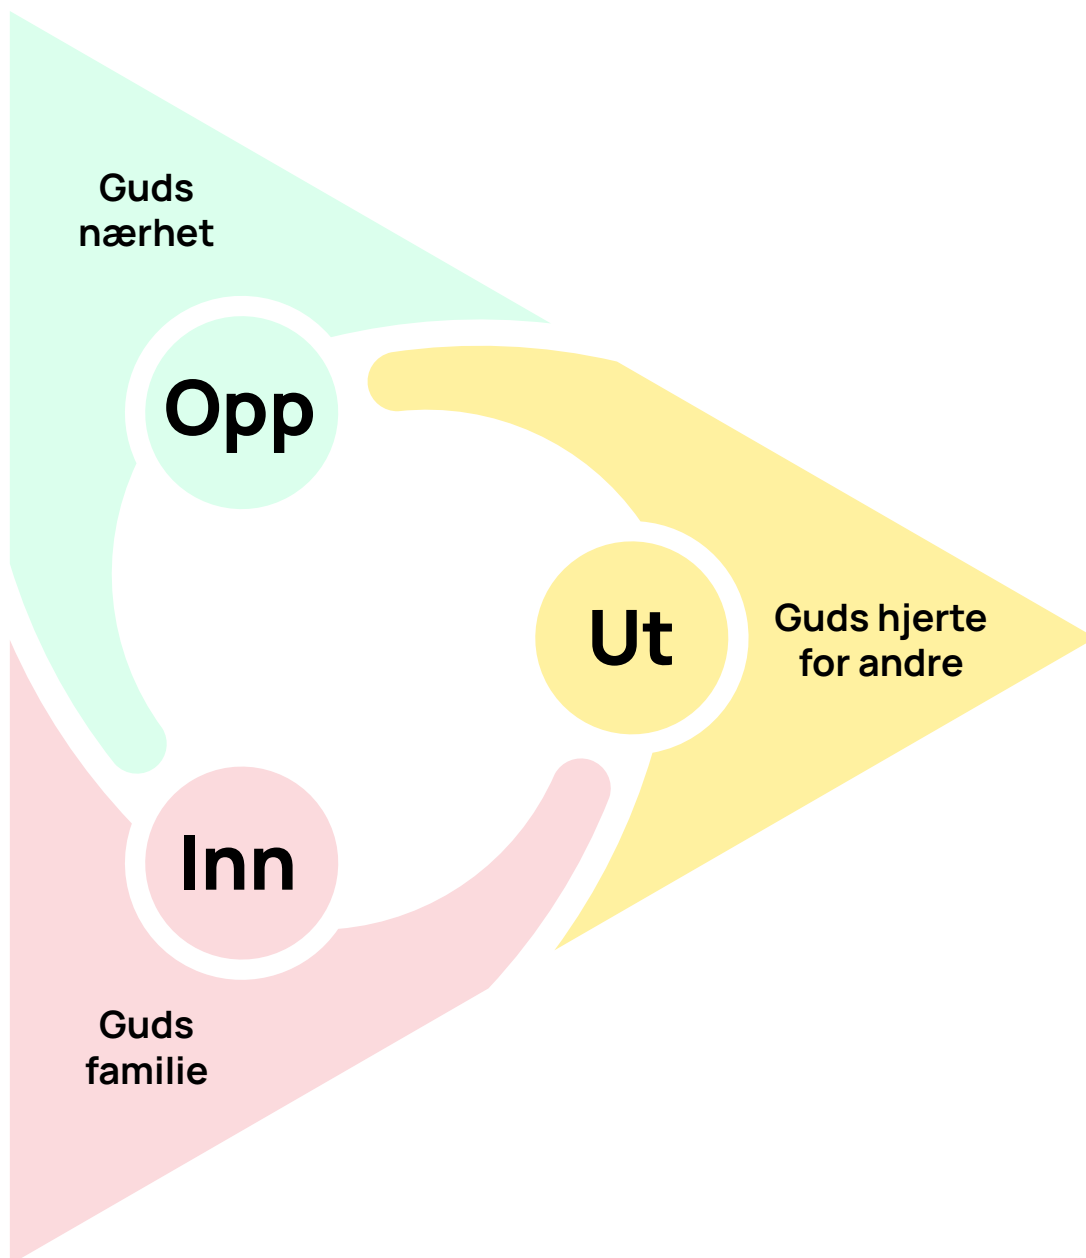 Guds
nærhet
Opp
Ut
Guds hjerte
for andre
Inn
Guds
familie